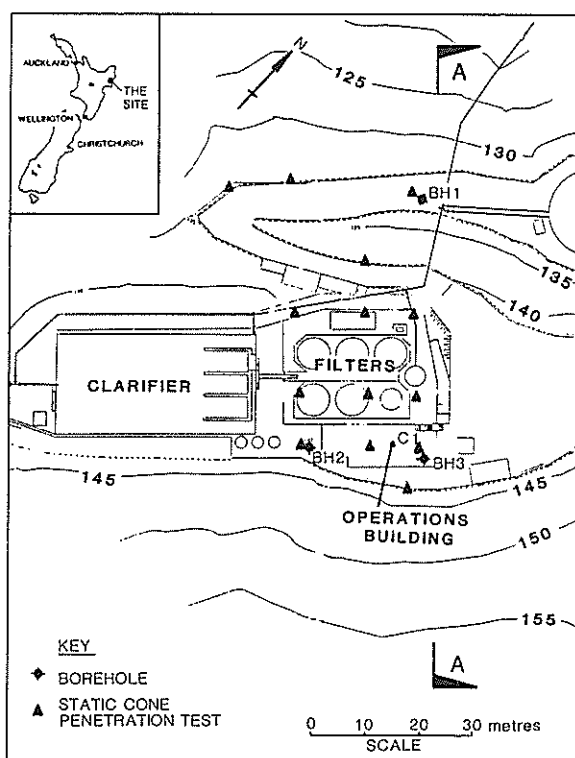 N
A
125
AUCKLAND
THE
SITE
WELLINGTON
CHRISTCHURCH
130
BH1
135
140
FILTERS
CLARIFIER
C
BH2
BH3
145
145
OPERATIONS
BUILDING
150
155
KEY
BOREHOLE
STATIC CONE
PENETRATION TEST
A
0 10 20 30 metres
SCALE